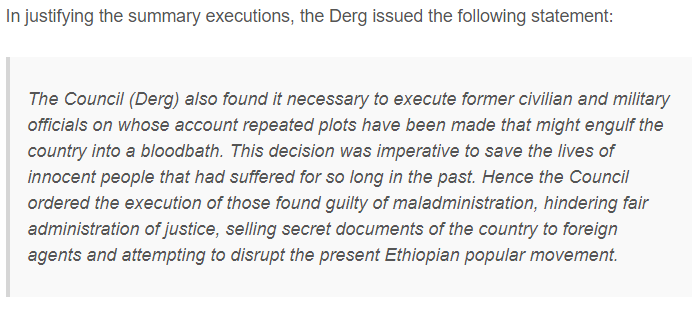 In justifying the summary executions, the Derg issued the following statement:
The Council (Derg) also found it necessary to execute former civilian and military
officials on whose account repeated plots have been made that might engulf the
country into a bloodbath. This decision was imperative to save the lives of
innocent people that had suffered for so long in the past. Hence the Council
ordered the execution of those found guilty of maladministration, hindering fair
administration of justice, selling secret documents of the country to foreign
agents and attempting to disrupt the present Ethiopian popular movement.